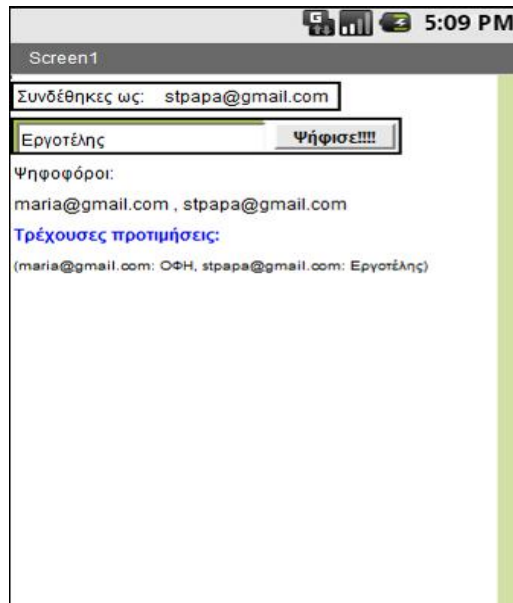 5:09 PM
Screen1
Συνδέθηκες ως: stpapa@gmail.com
Εργοτέλης Ψήφισε!!!!
Ψηφοφόροι:
maria@gmail.com , stpapa@gmail.com
Τρέχουσες προτιμήσεις:
(maria@gmail.com: ΟΦΗ, stpapa@gmail.com: Εργοτέλης)